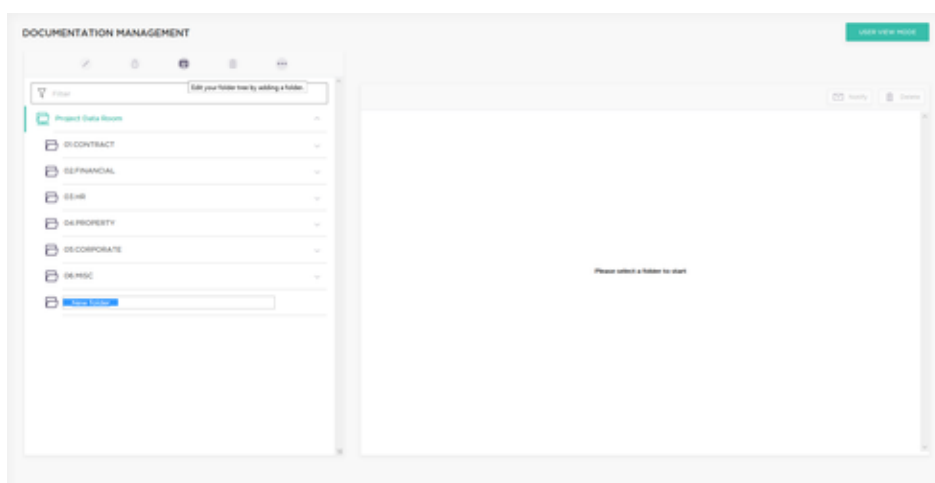 DOCUMENTATION MANAGEMENT
USER VIEW MODE
Edit your folder tree by adding a folder.
Filter
Notify
Delete
Project Data Room
01.CONTRACT
02.FINANCIAL
03.HR
04.PROPERTY
05.CORPORATE
06.MISC
Please select a folder to start
New folder